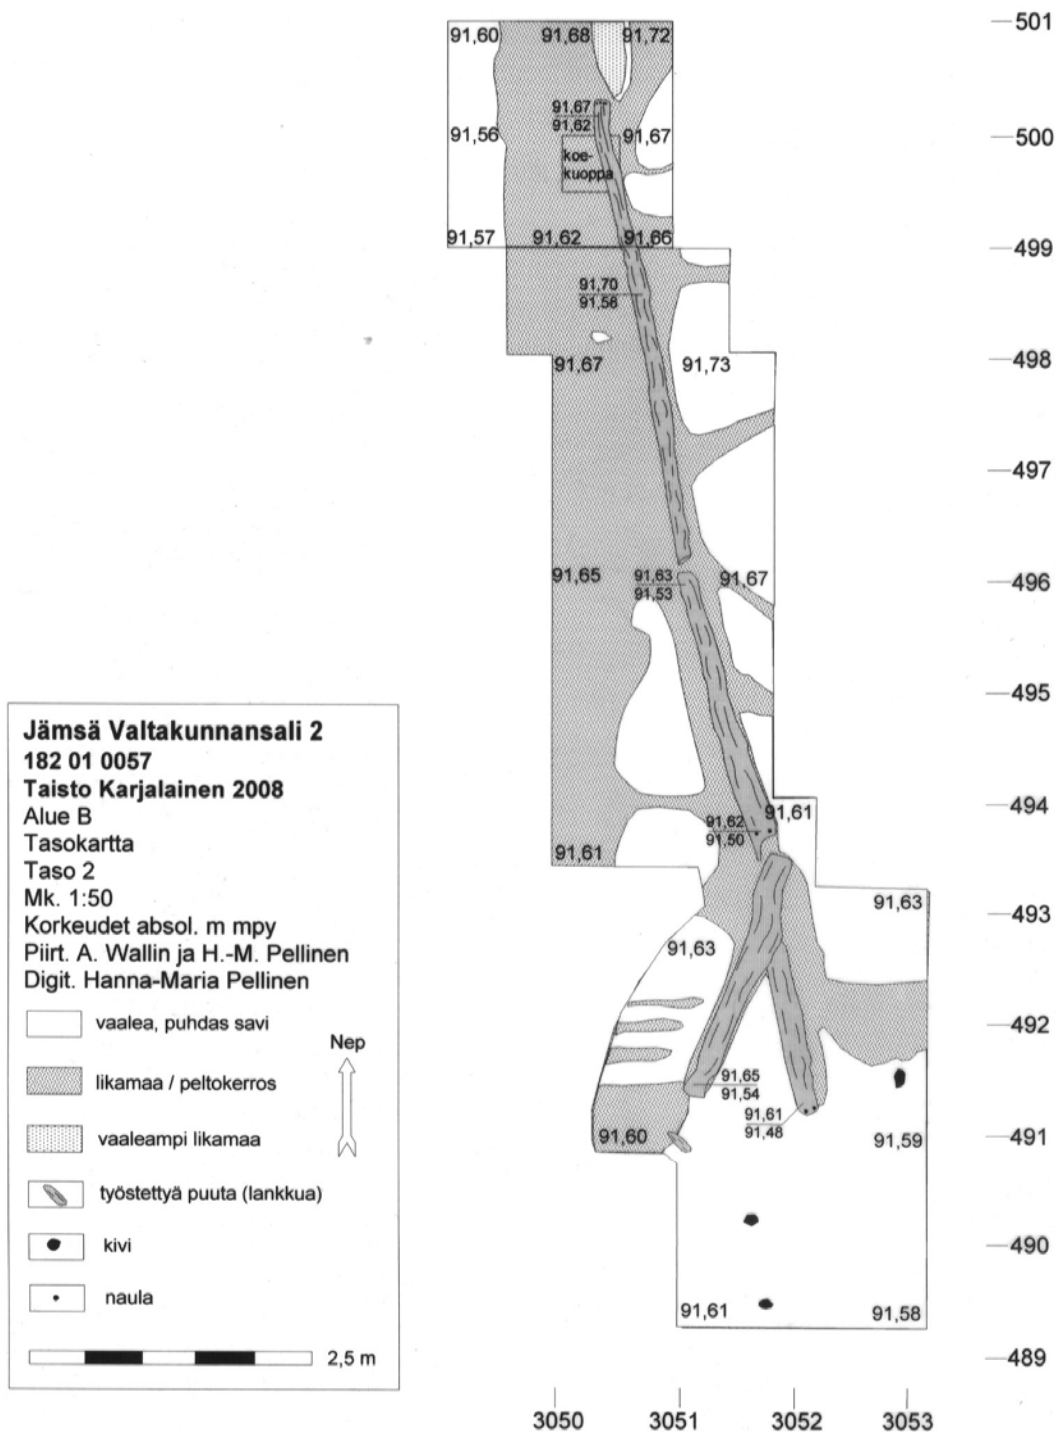 91,60
91,68
91,72
501
91,67
91,62
91,56
91,67
500
koe-
kuoppa
91,57
91,62
91,66
499
91,70
91,56
91,67
91,73
498
497
91,65
91,63
91,53
91,67
496
495
494
91,62
91,50
91,61
91,61
91,63
493
91,63
492
91,65
91,54
91,61
91,48
91,60
91,59
491
490
91,61
91,58
489
3050
3051
3052
3053
Jämsä Valtakunnansali 2
182 01 0057
Taisto Karjalainen 2008
Alue B
Tasokartta
Taso 2
Mk. 1:50
Korkeudet absol. m mpy
Piirt. A. Wallin ja H.-M. Pellinen
Digit. Hanna-Maria Pellinen
vaalea, puhdas savi
Nep
likamaa / peltokerros
vaaleampi likamaa
työstettyä puuta (lankkua)
kivi
naula
2,5 m